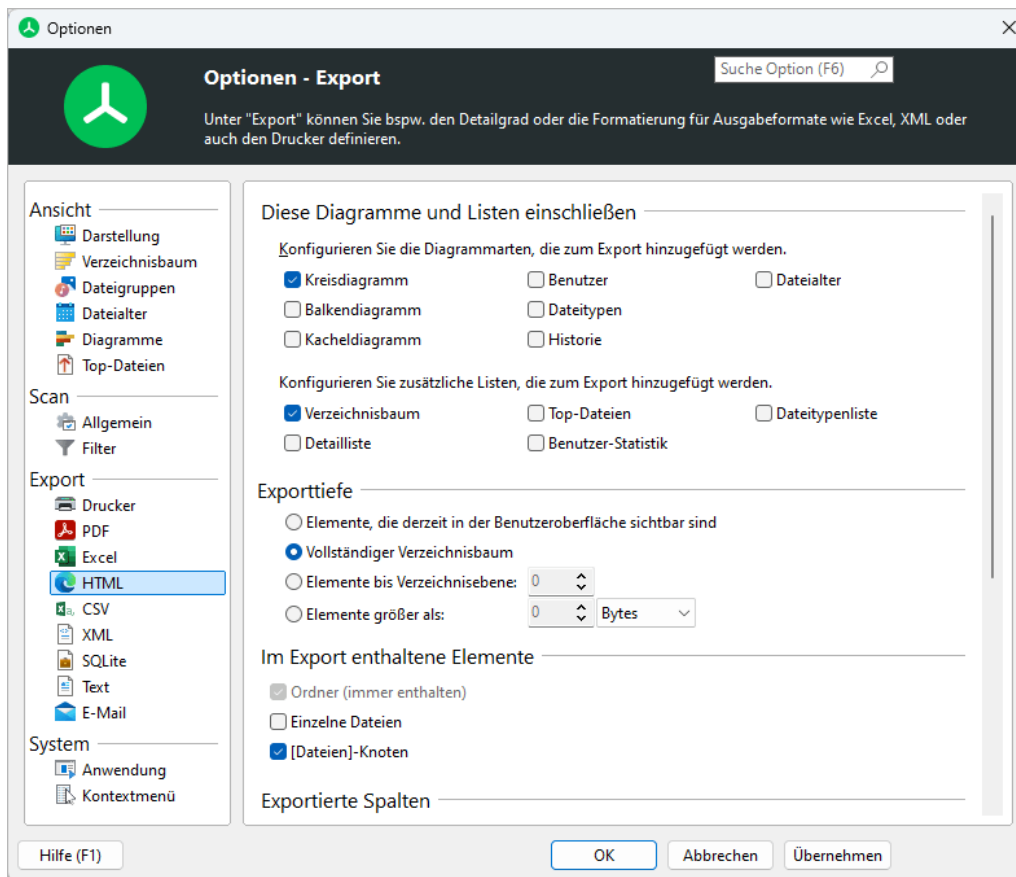 Optionen
Optionen - Export
Suche Option (F6)
Unter "Export" können Sie bspw. den Detailgrad oder die Formatierung für Ausgabeformate wie Excel, XML oder
auch den Drucker definieren.
Ansicht
Darstellung
Verzeichnisbaum
Dateigruppen
Dateialter
Diagramme
Top-Dateien
Scan
Allgemein
Filter
Export
Drucker
PDF
Excel
HTML
CSV
XML
SQLite
Text
E-Mail
System
Anwendung
Kontextmenü
Diese Diagramme und Listen einschließen
Konfigurieren Sie die Diagrammarten, die zum Export hinzugefügt werden.
Kreisdiagramm Benutzer Dateialter
Balkendiagramm Dateitypen
Kacheldiagramm Historie
Konfigurieren Sie zusätzliche Listen, die zum Export hinzugefügt werden.
Verzeichnisbaum Top-Dateien Dateitypenliste
Detailliste Benutzer-Statistik
Exporttiefe
Elemente, die derzeit in der Benutzeroberfläche sichtbar sind
Vollständiger Verzeichnisbaum
Elemente bis Verzeichnisebene: 0
Elemente größer als: 0 Bytes
Im Export enthaltene Elemente
Ordner (immer enthalten)
Einzelne Dateien
[Dateien]-Knoten
Exportierte Spalten
Hilfe (F1) OK Abbrechen Übernehmen